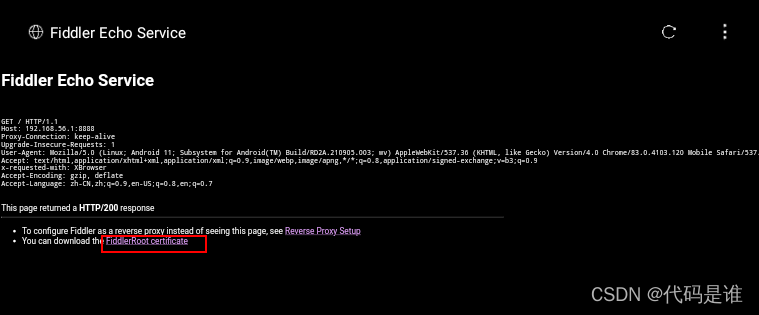 Fiddler Echo Service
Fiddler Echo Service
GET / HTTP/1.1
Host: 192.168.56.1:8888
Proxy-Connection: keep-alive
Upgrade-Insecure-Requests: 1
User-Agent: Mozilla/5.0 (Linux; Android 11; Subsystem for Android(TM) Build/RD2A.210905.003; wv) AppleWebKit/537.36 (KHTML, like Gecko) Version/4.0 Chrome/83.0.4103.120 Mobile Safari/537.
Accept: text/html,application/xhtml+xml,application/xml;q=0.9,image/webp,image/apng,*/*;q=0.8,application/signed-exchange;v=b3;q=0.9
x-requested-with: XBrowser
Accept-Encoding: gzip, deflate
Accept-Language: zh-CN,zh;q=0.9,en-US;q=0.8,en;q=0.7
This page returned a HTTP/200 response
• To configure Fiddler as a reverse proxy instead of seeing this page, see Reverse Proxy Setup
• You can download the FiddlerRoot certificate
CSDN @代码是谁